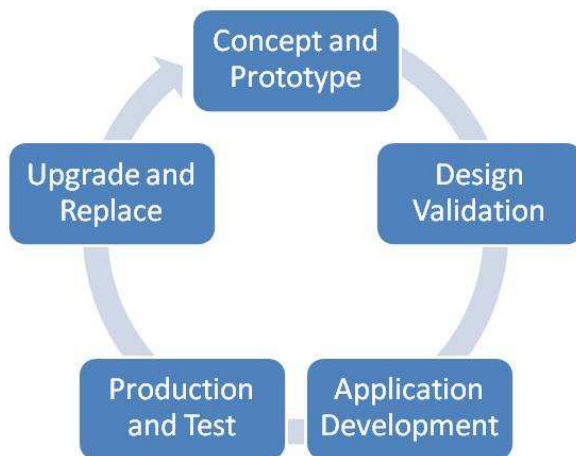 Concept and
Prototype
Design
Validation
Application
Development
Production
and Test
Upgrade and
Replace